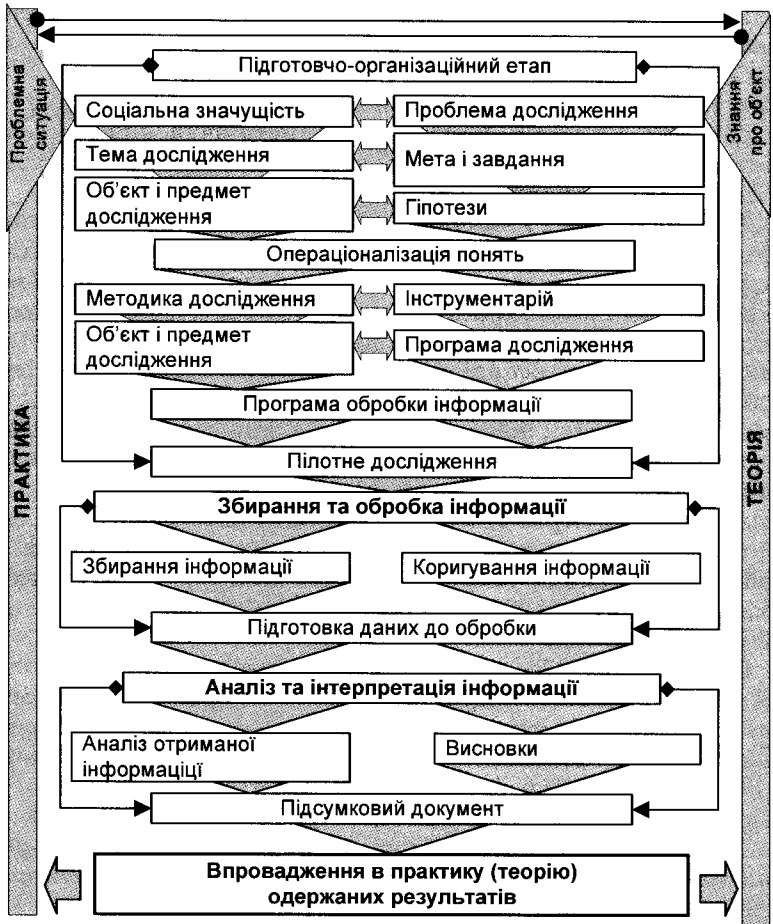 Підготовчо-організаційний етап
Проблемна
ситуація
Знання
про об'єкт
Соціальна значущість
Проблема дослідження
Тема дослідження
Мета і завдання
Об'єкт і предмет
дослідження
Гіпотези
Операціоналізація понять
Методика дослідження
Інструментарій
Об'єкт і предмет
дослідження
Програма дослідження
Програма обробки інформації
Пілотне дослідження
ПРАКТИКА
ТЕОРІЯ
Збирання та обробка інформації
Збирання інформації
Коригування інформації
Підготовка даних до обробки
Аналіз та інтерпретація інформації
Аналіз отриманої
інформаціції
Висновки
Підсумковий документ
Впровадження в практику (теорію)
одержаних результатів